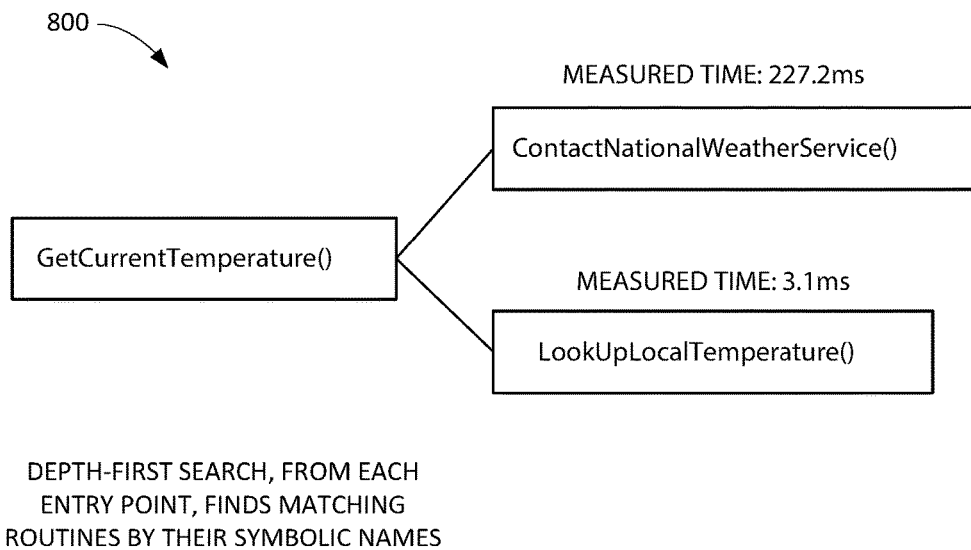 800
MEASURED TIME: 227.2ms
ContactNationalWeatherService()
GetCurrentTemperature()
MEASURED TIME: 3.1ms
LookUpLocalTemperature()
DEPTH-FIRST SEARCH, FROM EACH
ENTRY POINT, FINDS MATCHING
ROUTINES BY THEIR SYMBOLIC NAMES